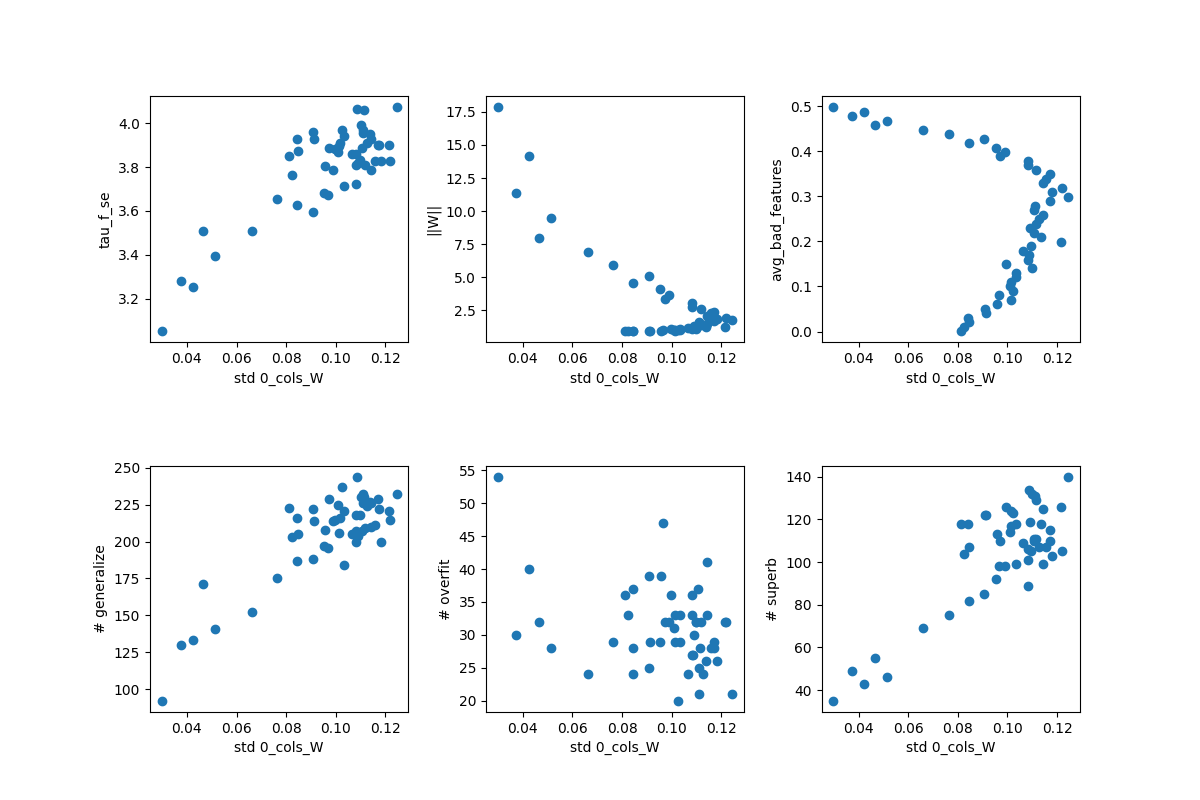 4.0
3.8
3.6
3.4
3.2
tau_f_se
0.04 0.06 0.08 0.10 0.12
std 0_cols_W
17.5
15.0
12.5
10.0
7.5
5.0
2.5
||W||
0.04 0.06 0.08 0.10 0.12
std 0_cols_W
0.5
0.4
0.3
0.2
0.1
0.0
avg_bad_features
0.04 0.06 0.08 0.10 0.12
std 0_cols_W
250
225
200
175
150
125
100
# generalize
0.04 0.06 0.08 0.10 0.12
std 0_cols_W
55
50
45
40
35
30
25
20
# overfit
0.04 0.06 0.08 0.10 0.12
std 0_cols_W
140
120
100
80
60
40
# superb
0.04 0.06 0.08 0.10 0.12
std 0_cols_W